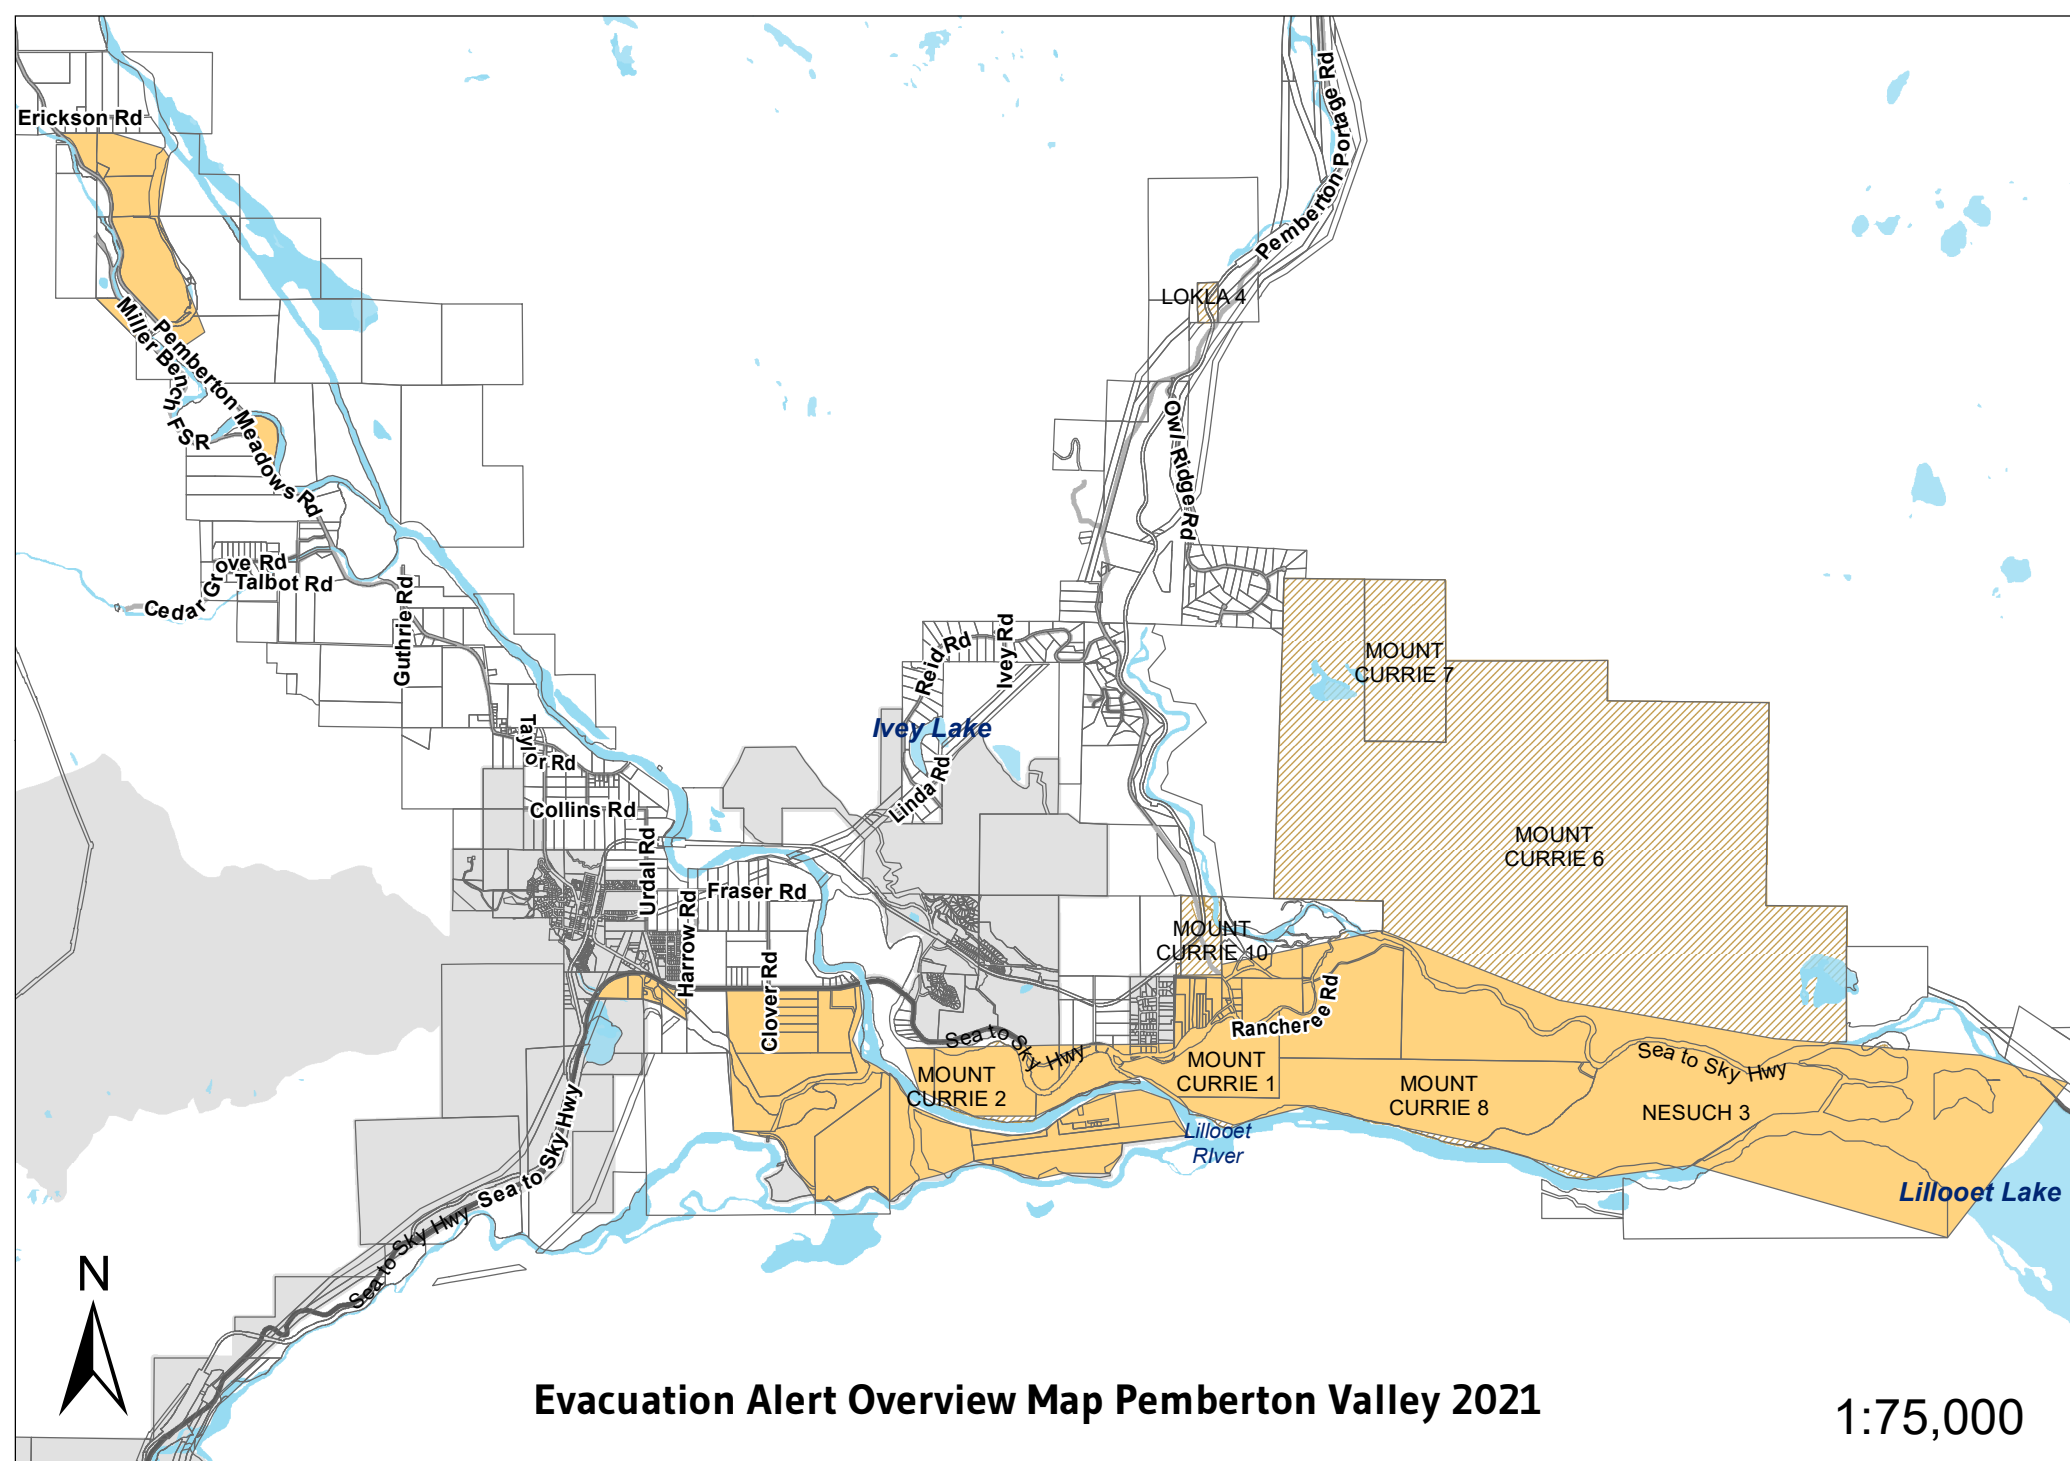 Erickson Rd
Pemberton Portage Rd
LOKLA 4
Miller Bench FSR
Pemberton Meadows Rd
Owl Ridge Rd
Cedar Grove Rd
Talbot Rd
Guthrie Rd
Reid Rd
Ivey Rd
MOUNT
CURRIE 7
Ivey Lake
Taylor Rd
Linda Rd
Collins Rd
Urdal Rd
MOUNT
CURRIE 6
Fraser Rd
Harrow Rd
MOUNT
CURRIE 10
Clover Rd
Rancheree Rd
Sea to Sky Hwy
Sea to Sky Hwy
MOUNT
CURRIE 2
MOUNT
CURRIE 1
MOUNT
CURRIE 8
NESUCH 3
Lillooet
RIver
Sea to Sky Hwy
Sea to Sky Hwy
Lillooet Lake
N
Evacuation Alert Overview Map Pemberton Valley 2021
1:75,000